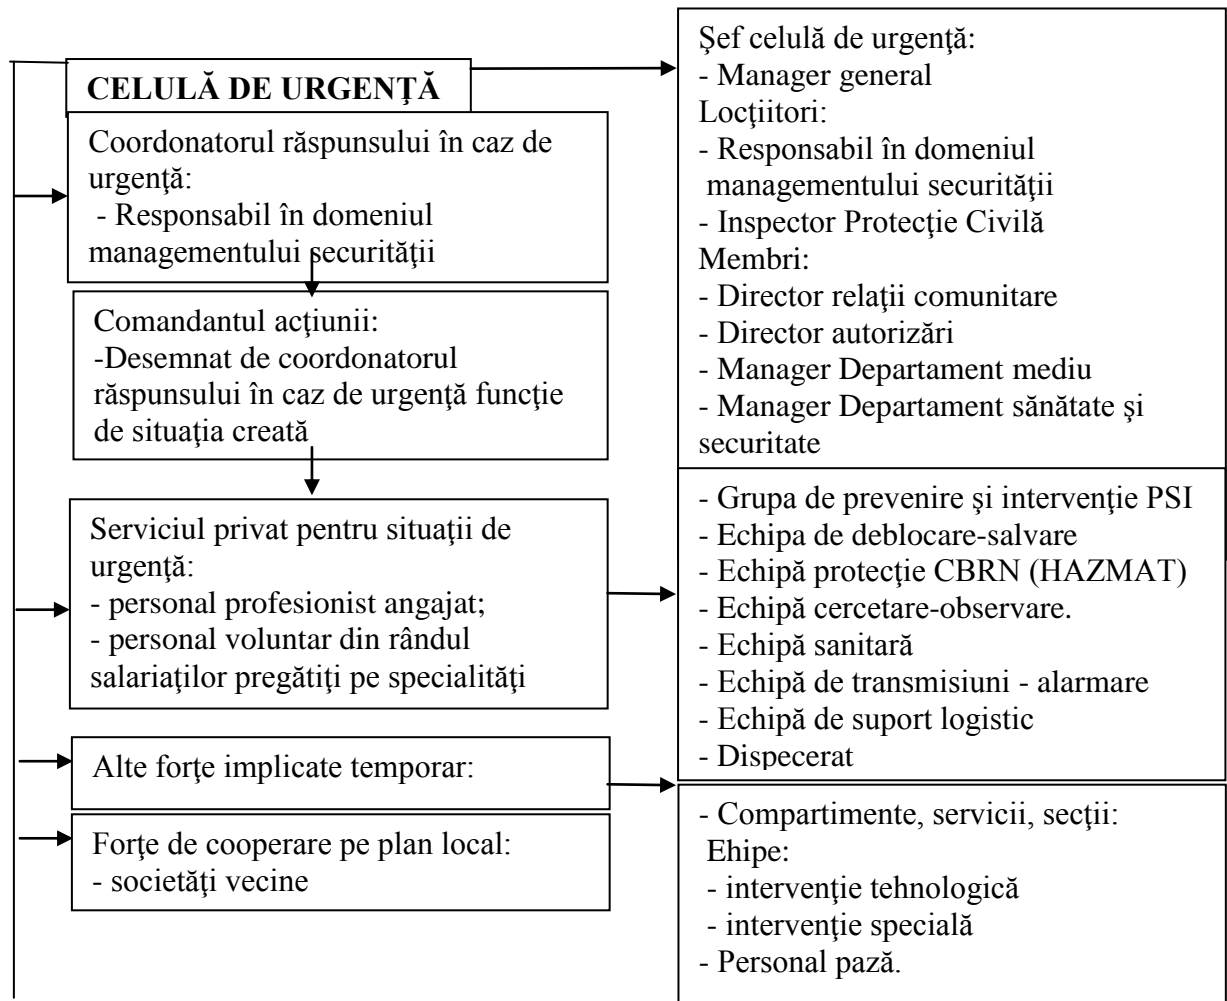 CELULĂ DE URGENŢĂ
Coordonatorul răspunsului în caz de
urgenţă:
- Responsabil în domeniul
managementului securităţii
Comandantul acţiunii:
-Desemnat de coordonatorul
răspunsului în caz de urgenţă funcţie
de situaţia creată
Serviciul privat pentru situaţii de
urgenţă:
- personal profesionist angajat;
- personal voluntar din rândul
salariaţilor pregătiţi pe specialităţi
Alte forţe implicate temporar:
Forţe de cooperare pe plan local:
- societăţi vecine
Şef celulă de urgenţă:
- Manager general
Locţiitori:
- Responsabil în domeniul
managementului securităţii
- Inspector Protecţie Civilă
Membri:
- Director relaţii comunitare
- Director autorizări
- Manager Departament mediu
- Manager Departament sănătate şi
securitate
- Grupa de prevenire şi intervenţie PSI
- Echipa de deblocare-salvare
- Echipă protecţie CBRN (HAZMAT)
- Echipă cercetare-observare.
- Echipă sanitară
- Echipă de transmisiuni - alarmare
- Echipă de suport logistic
- Dispecerat
- Compartimente, servicii, secţii:
Ehipe:
- intervenţie tehnologică
- intervenţie specială
- Personal pază.